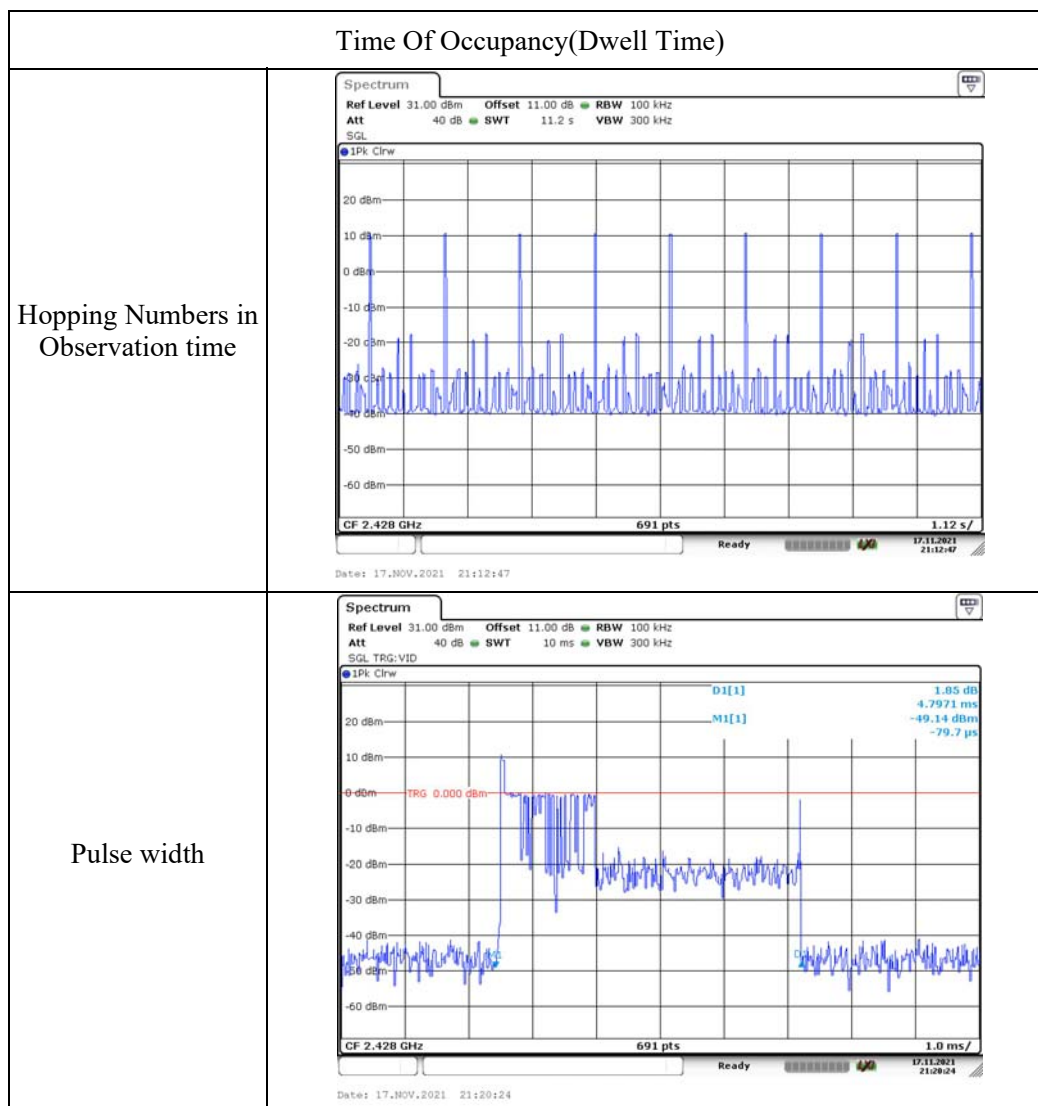 Time Of Occupancy(Dwell Time)
Hopping Numbers in
Observation time
Spectrum
Ref Level 31.00 dBm Offset 11.00 dB RBW 100 kHz
Att 40 dB SWT 11.2 s VBW 300 kHz
SGL
1Pk Clrw
20 dBm
10 dBm
0 dBm
-10 dBm
-20 dBm
-30 dBm
-40 dBm
-50 dBm
-60 dBm
CF 2.428 GHz 691 pts 1.12 s/
Ready 17.11.2021
21:12:47
Date: 17.NOV.2021 21:12:47
Pulse width
Spectrum
Ref Level 31.00 dBm Offset 11.00 dB RBW 100 kHz
Att 40 dB SWT 10 ms VBW 300 kHz
SGL TRG:VID
1Pk Clrw
D1[1] 1.85 dB
4.7971 ms
M1[1] -49.14 dBm
-79.7 µs
20 dBm
10 dBm
0 dBm TRG 0.000 dBm
-10 dBm
-20 dBm
-30 dBm
-40 dBm
M1
-50 dBm
-60 dBm
CF 2.428 GHz 691 pts 1.0 ms/
Ready 17.11.2021
21:20:24
Date: 17.NOV.2021 21:20:24